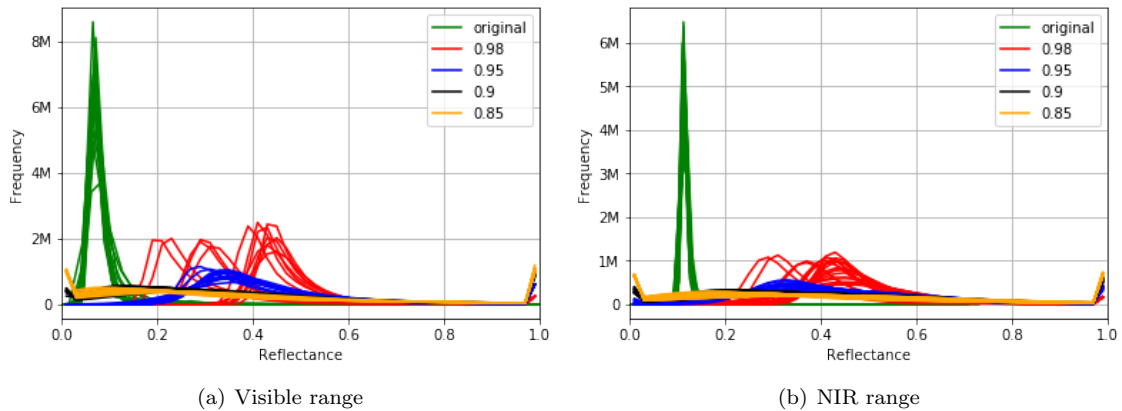 8M
6M
4M
2M
0
Frequency
0.0 0.2 0.4 0.6 0.8 1.0
Reflectance
original
0.98
0.95
0.9
0.85
(a) Visible range
6M
5M
4M
3M
2M
1M
0
Frequency
0.0 0.2 0.4 0.6 0.8 1.0
Reflectance
original
0.98
0.95
0.9
0.85
(b) NIR range